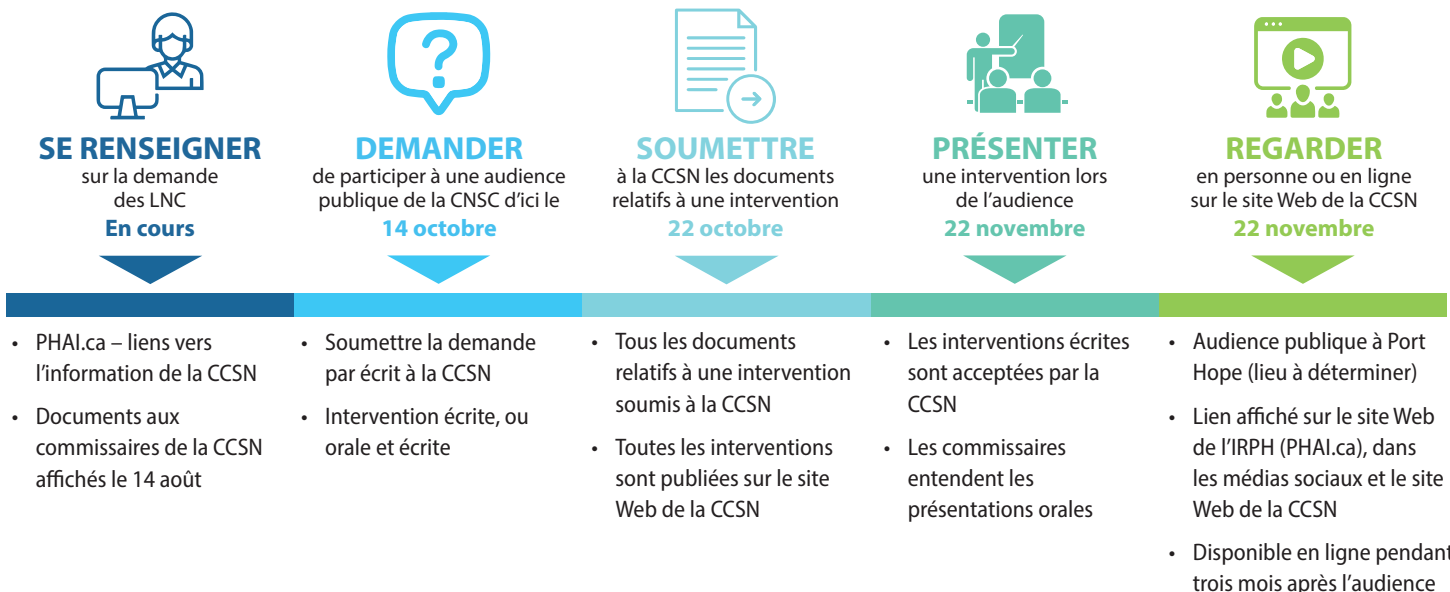 SE RENSEIGNER
sur la demande
des LNC
En cours
DEMANDER
de participer à une audience
publique de la CNSC d'ici le
14 octobre
SOUMETTRE
à la CCSN les documents
relatifs à une intervention
22 octobre
PRÉSENTER
une intervention lors
de l'audience
22 novembre
REGARDER
en personne ou en ligne
sur le site Web de la CCSN
22 novembre
• PHAI.ca – liens vers
l'information de la CCSN
• Documents aux
commissaires de la CCSN
affichés le 14 août
• Soumettre la demande
par écrit à la CCSN
• Intervention écrite, ou
orale et écrite
• Tous les documents
relatifs à une intervention
soumis à la CCSN
• Toutes les interventions
sont publiées sur le site
Web de la CCSN
• Les interventions écrites
sont acceptées par la
CCSN
• Les commissaires
entendent les
présentations orales
• Audience publique à Port
Hope (lieu à déterminer)
• Lien affiché sur le site Web
de l'IRPH (PHAI.ca), dans
les médias sociaux et le site
Web de la CCSN
• Disponible en ligne pendant
trois mois après l'audience